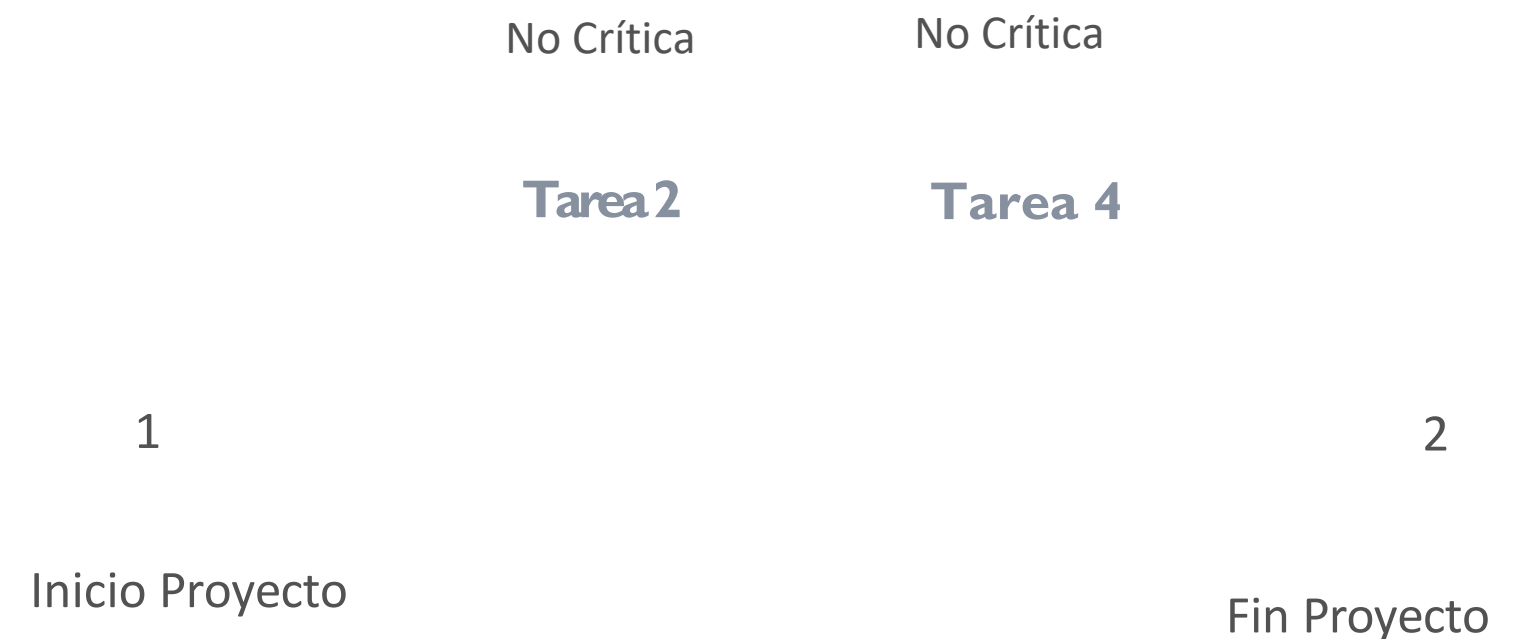 No Crítica
No Crítica
Tarea 2
Tarea 4
1
2
Inicio Proyecto
Fin Proyecto